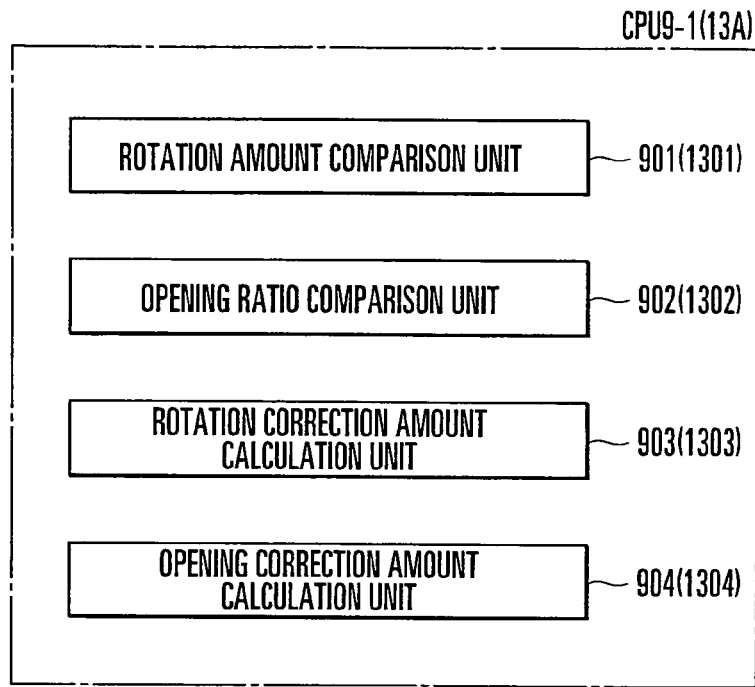 CPU9-1(13A)
ROTATION AMOUNT COMPARISON UNIT
901(1301)
OPENING RATIO COMPARISON UNIT
902(1302)
ROTATION CORRECTION AMOUNT
CALCULATION UNIT
903(1303)
OPENING CORRECTION AMOUNT
CALCULATION UNIT
904(1304)